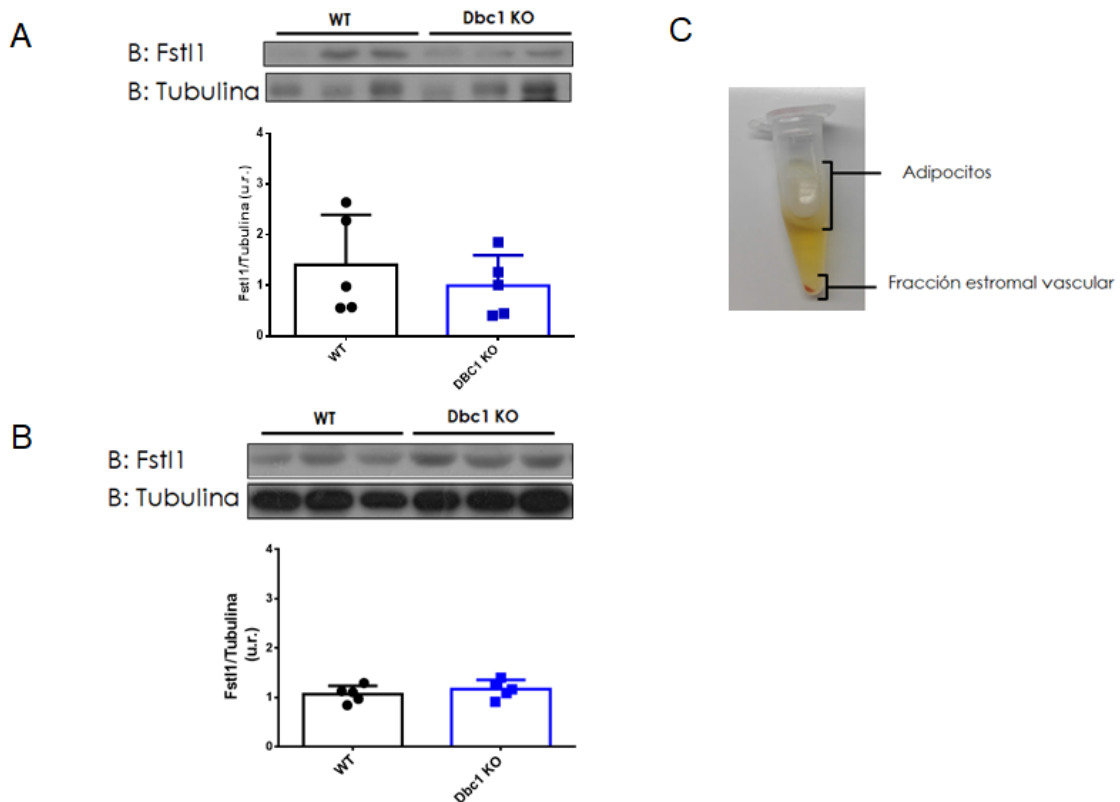 A
WT Dbc1 KO
B: Fstl1
B: Tubulina
4
3
2
1
0
Fstl1/Tubulina (u.r.)
WT
DBC1 KO
C
Adipocitos
Fracción estromal vascular
B
WT Dbc1 KO
B: Fstl1
B: Tubulina
4
3
2
1
0
Fstl1/Tubulina
(u.r.)
WT
Dbc1 KO